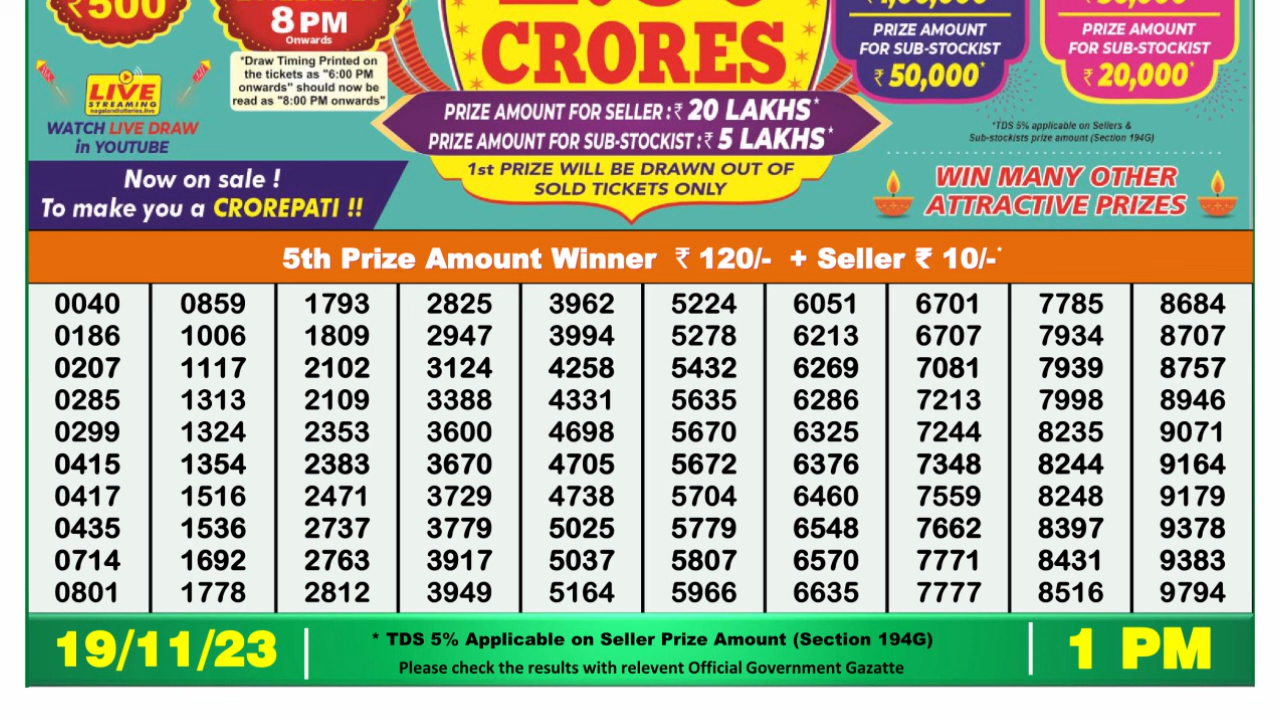 ₹500
8 PM
Onwards
*Draw Timing Printed on
the tickets as "6:00 PM
onwards" should now be
read as "8:00 PM onwards"
LIVE
STREAMING
nagalandlotteries.live
WATCH LIVE DRAW
in YOUTUBE
CRORES
PRIZE AMOUNT FOR SELLER :₹ 20 LAKHS*
PRIZE AMOUNT FOR SUB-STOCKIST :₹ 5 LAKHS*
1st PRIZE WILL BE DRAWN OUT OF
SOLD TICKETS ONLY
PRIZE AMOUNT
FOR SUB-STOCKIST
₹ 50,000*
PRIZE AMOUNT
FOR SUB-STOCKIST
₹ 20,000*
*TDS 5% applicable on Sellers &
Sub-stockists prize amount (Section 194G)
Now on sale !
To make you a CROREPATI !!
WIN MANY OTHER
ATTRACTIVE PRIZES
5th Prize Amount Winner ₹ 120/- + Seller ₹ 10/-*
0040 0859 1793 2825 3962 5224 6051 6701 7785 8684
0186 1006 1809 2947 3994 5278 6213 6707 7934 8707
0207 1117 2102 3124 4258 5432 6269 7081 7939 8757
0285 1313 2109 3388 4331 5635 6286 7213 7998 8946
0299 1324 2353 3600 4698 5670 6325 7244 8235 9071
0415 1354 2383 3670 4705 5672 6376 7348 8244 9164
0417 1516 2471 3729 4738 5704 6460 7559 8248 9179
0435 1536 2737 3779 5025 5779 6548 7662 8397 9378
0714 1692 2763 3917 5037 5807 6570 7771 8431 9383
0801 1778 2812 3949 5164 5966 6635 7777 8516 9794
19/11/23
* TDS 5% Applicable on Seller Prize Amount (Section 194G)
Please check the results with relevent Official Government Gazatte
1 PM